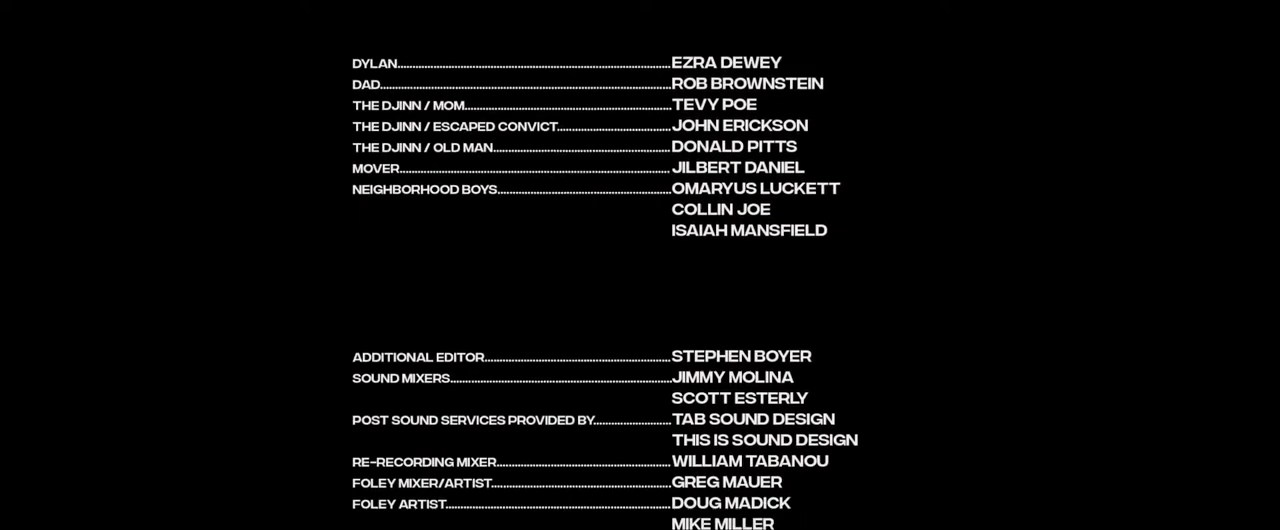 DYLAN..........EZRA DEWEY
DAD..........ROB BROWNSTEIN
THE DJINN / MOM..........TEVY POE
THE DJINN / ESCAPED CONVICT..........JOHN ERICKSON
THE DJINN / OLD MAN..........DONALD PITTS
MOVER..........JILBERT DANIEL
NEIGHBORHOOD BOYS..........OMARYUS LUCKETT
COLLIN JOE
ISAIAH MANSFIELD
ADDITIONAL EDITOR..........STEPHEN BOYER
SOUND MIXERS..........JIMMY MOLINA
SCOTT ESTERLY
POST SOUND SERVICES PROVIDED BY..........TAB SOUND DESIGN
THIS IS SOUND DESIGN
RE-RECORDING MIXER..........WILLIAM TABANOU
FOLEY MIXER/ARTIST..........GREG MAUER
FOLEY ARTIST..........DOUG MADICK
MIKE MILLER